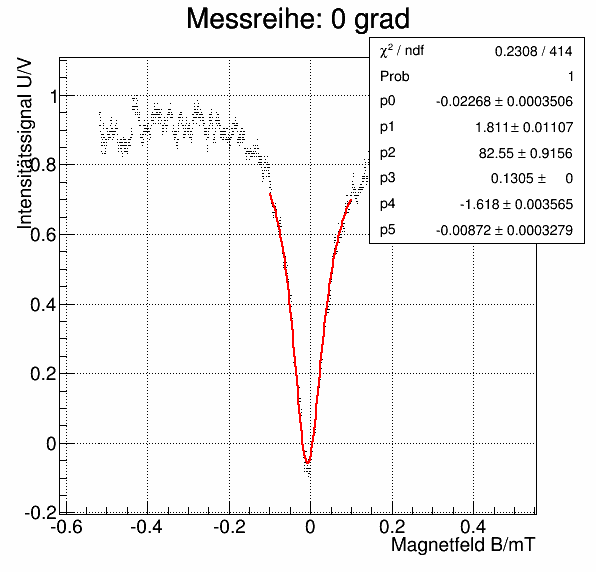 Messreihe: 0 grad
χ² / ndf 0.2308 / 414
Prob 1
p0 -0.02268 ± 0.0003506
p1 1.811 ± 0.01107
p2 82.55 ± 0.9156
p3 0.1305 ± 0
p4 -1.618 ± 0.003565
p5 -0.00872 ± 0.0003279
Intensitätssignal U/V
1
0.8
0.6
0.4
0.2
0
-0.2
-0.6 -0.4 -0.2 0 0.2 0.4
Magnetfeld B/mT